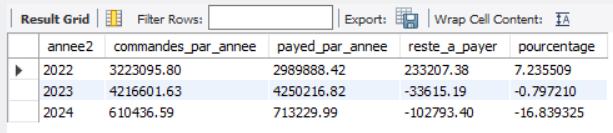 Result Grid Filter Rows: Export: Wrap Cell Content: IA
annee2 commandes_par_annee payed_par_annee reste_a_payer pourcentage
2022 3223095.80 2989888.42 233207.38 7.235509
2023 4216601.63 4250216.82 -33615.19 -0.797210
2024 610436.59 713229.99 -102793.40 -16.839325